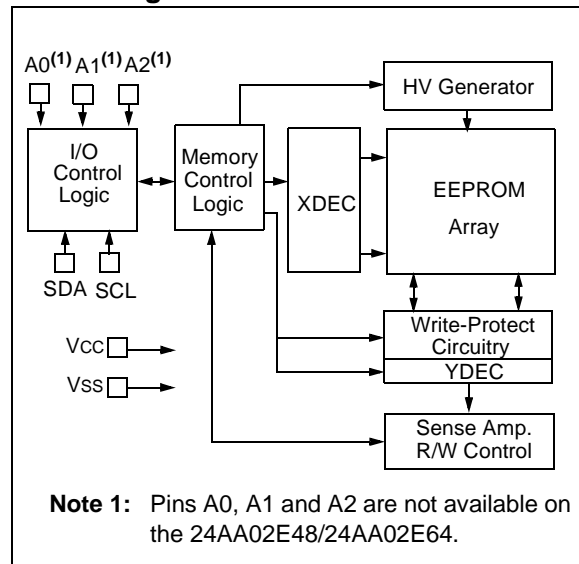 A0(1) A1(1) A2(1)
HV Generator
I/O
Control
Logic
Memory
Control
Logic
XDEC
EEPROM
Array
SDA SCL
Write-Protect
Circuitry
YDEC
VCC
VSS
Sense Amp.
R/W Control
Note 1: Pins A0, A1 and A2 are not available on
the 24AA02E48/24AA02E64.